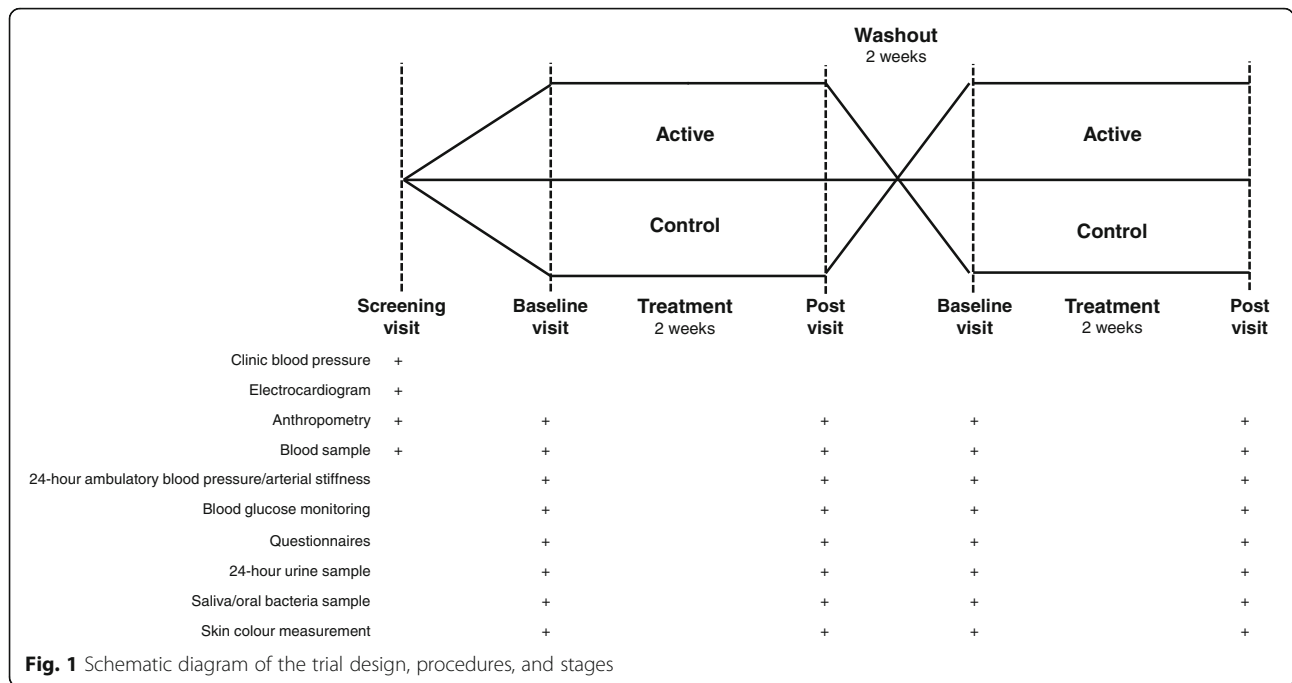 Washout
2 weeks
Active
Active
Control
Control
Screening visit
Baseline visit
Treatment
2 weeks
Post visit
Baseline visit
Treatment
2 weeks
Post visit
Clinic blood pressure +
Electrocardiogram +
Anthropometry + + + + +
Blood sample + + + + +
24-hour ambulatory blood pressure/arterial stiffness + + + +
Blood glucose monitoring + + + +
Questionnaires + + + +
24-hour urine sample + + + +
Saliva/oral bacteria sample + + + +
Skin colour measurement + + + +
Fig. 1 Schematic diagram of the trial design, procedures, and stages